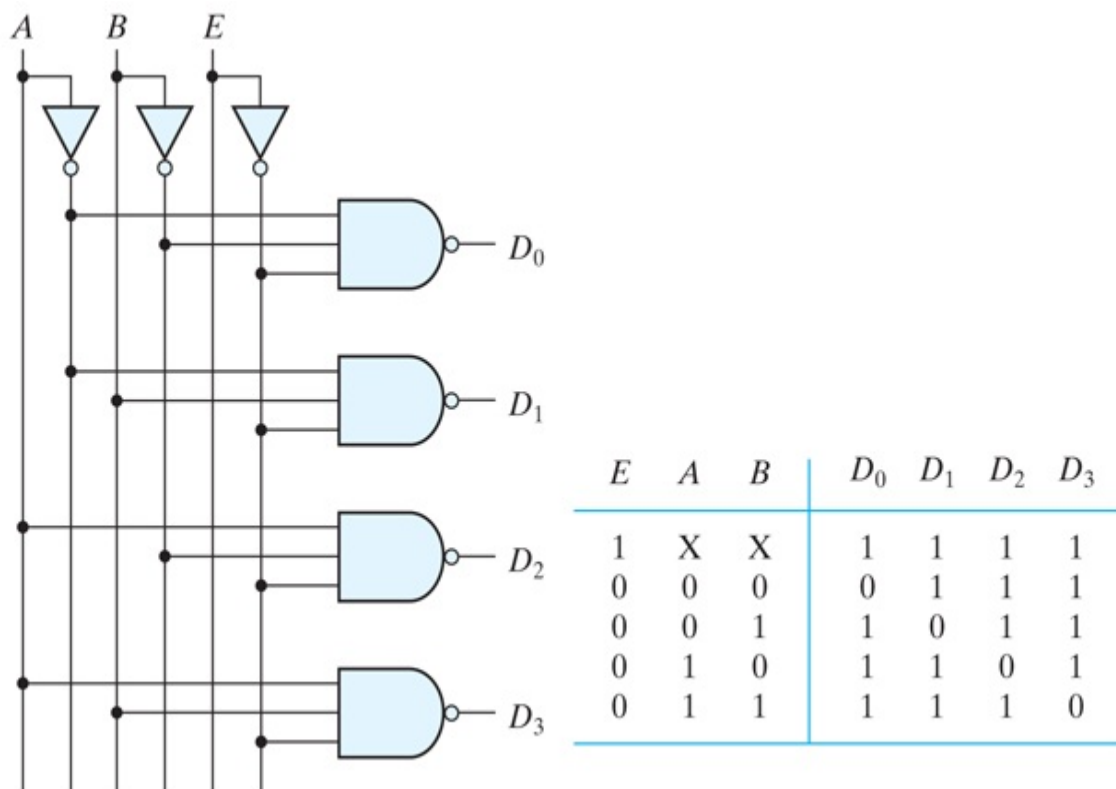 A B E
D₀
D₁
D₂
D₃
E A B D₀ D₁ D₂ D₃
1 X X 1 1 1 1
0 0 0 0 1 1 1
0 0 1 1 0 1 1
0 1 0 1 1 0 1
0 1 1 1 1 1 0